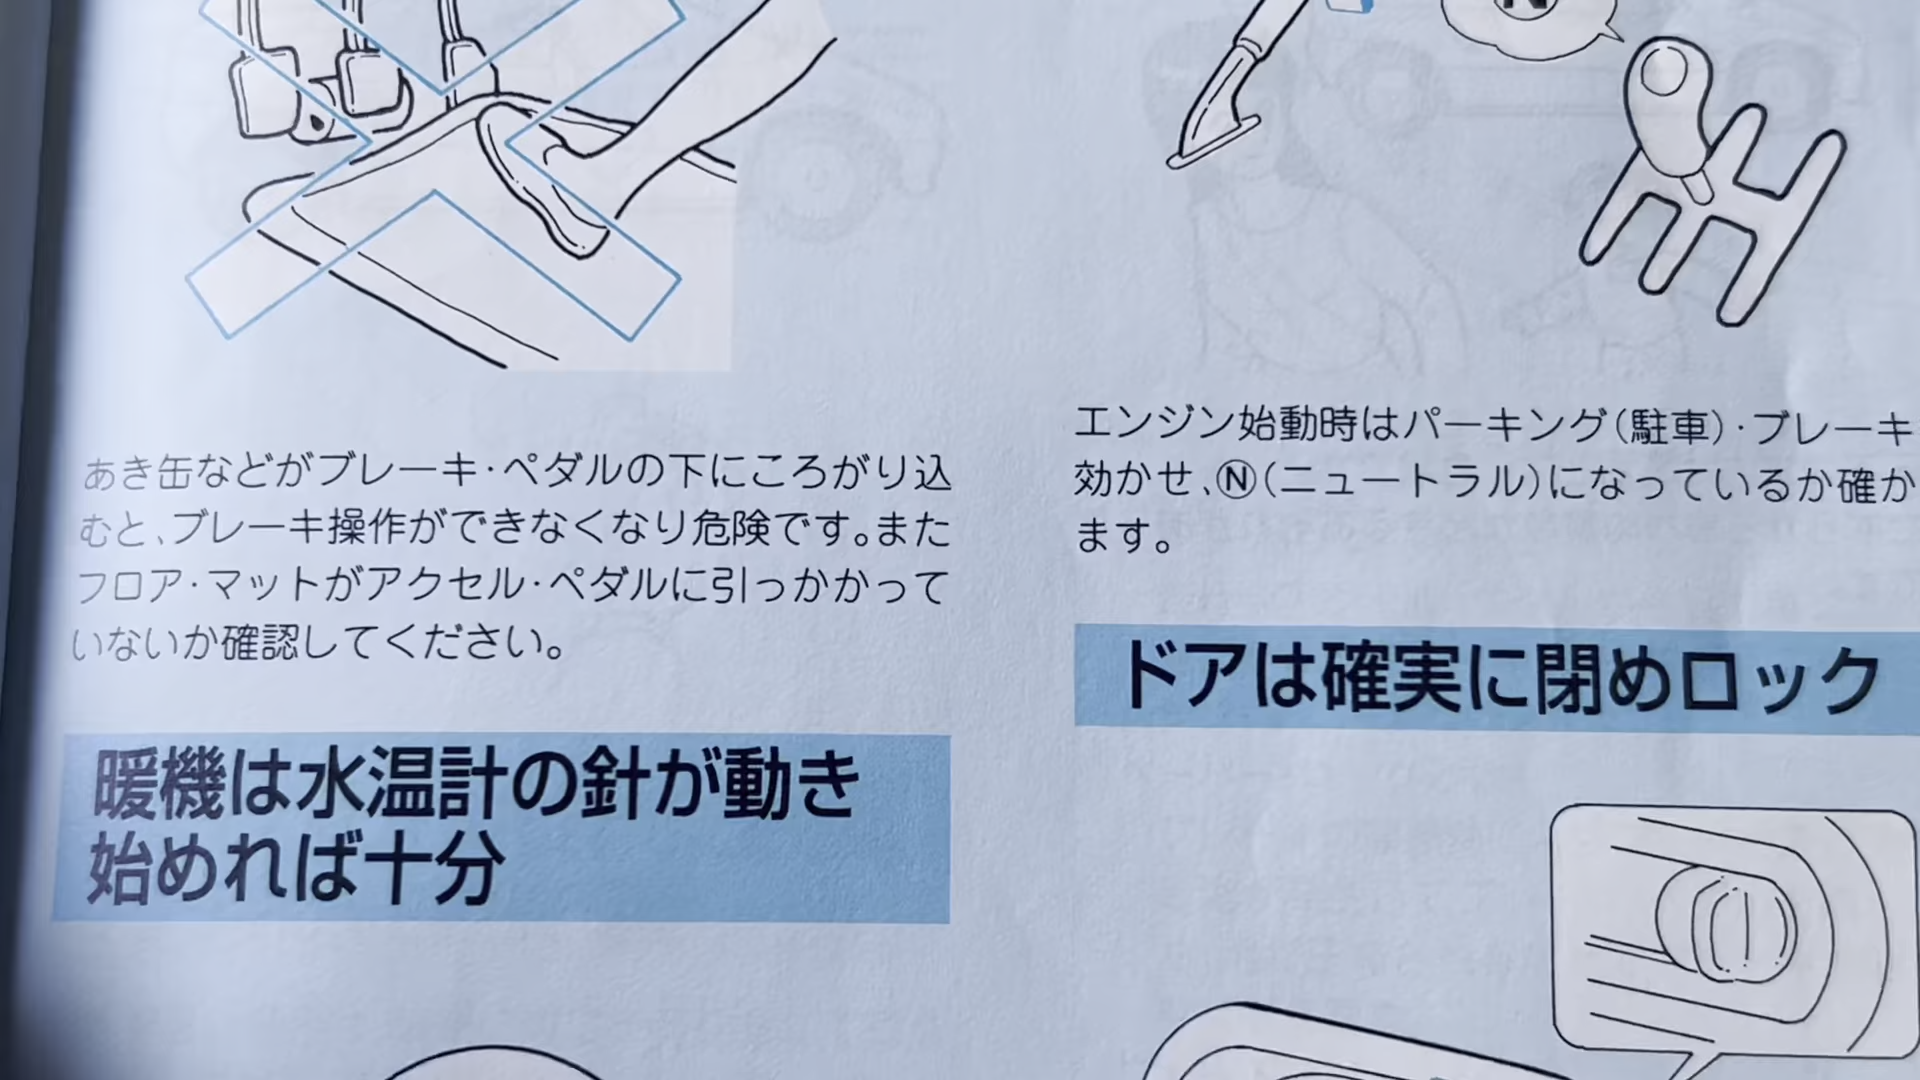 あき缶などがブレーキ・ペダルの下にころがり込
むと、ブレーキ操作ができなくなり危険です。また
フロア・マットがアクセル・ペダルに引っかかって
いないか確認してください。
暖機は水温計の針が動き
始めれば十分
エンジン始動時はパーキング(駐車)・ブレーキ
効かせ、Ⓝ(ニュートラル)になっているか確か
ます。
ドアは確実に閉めロック